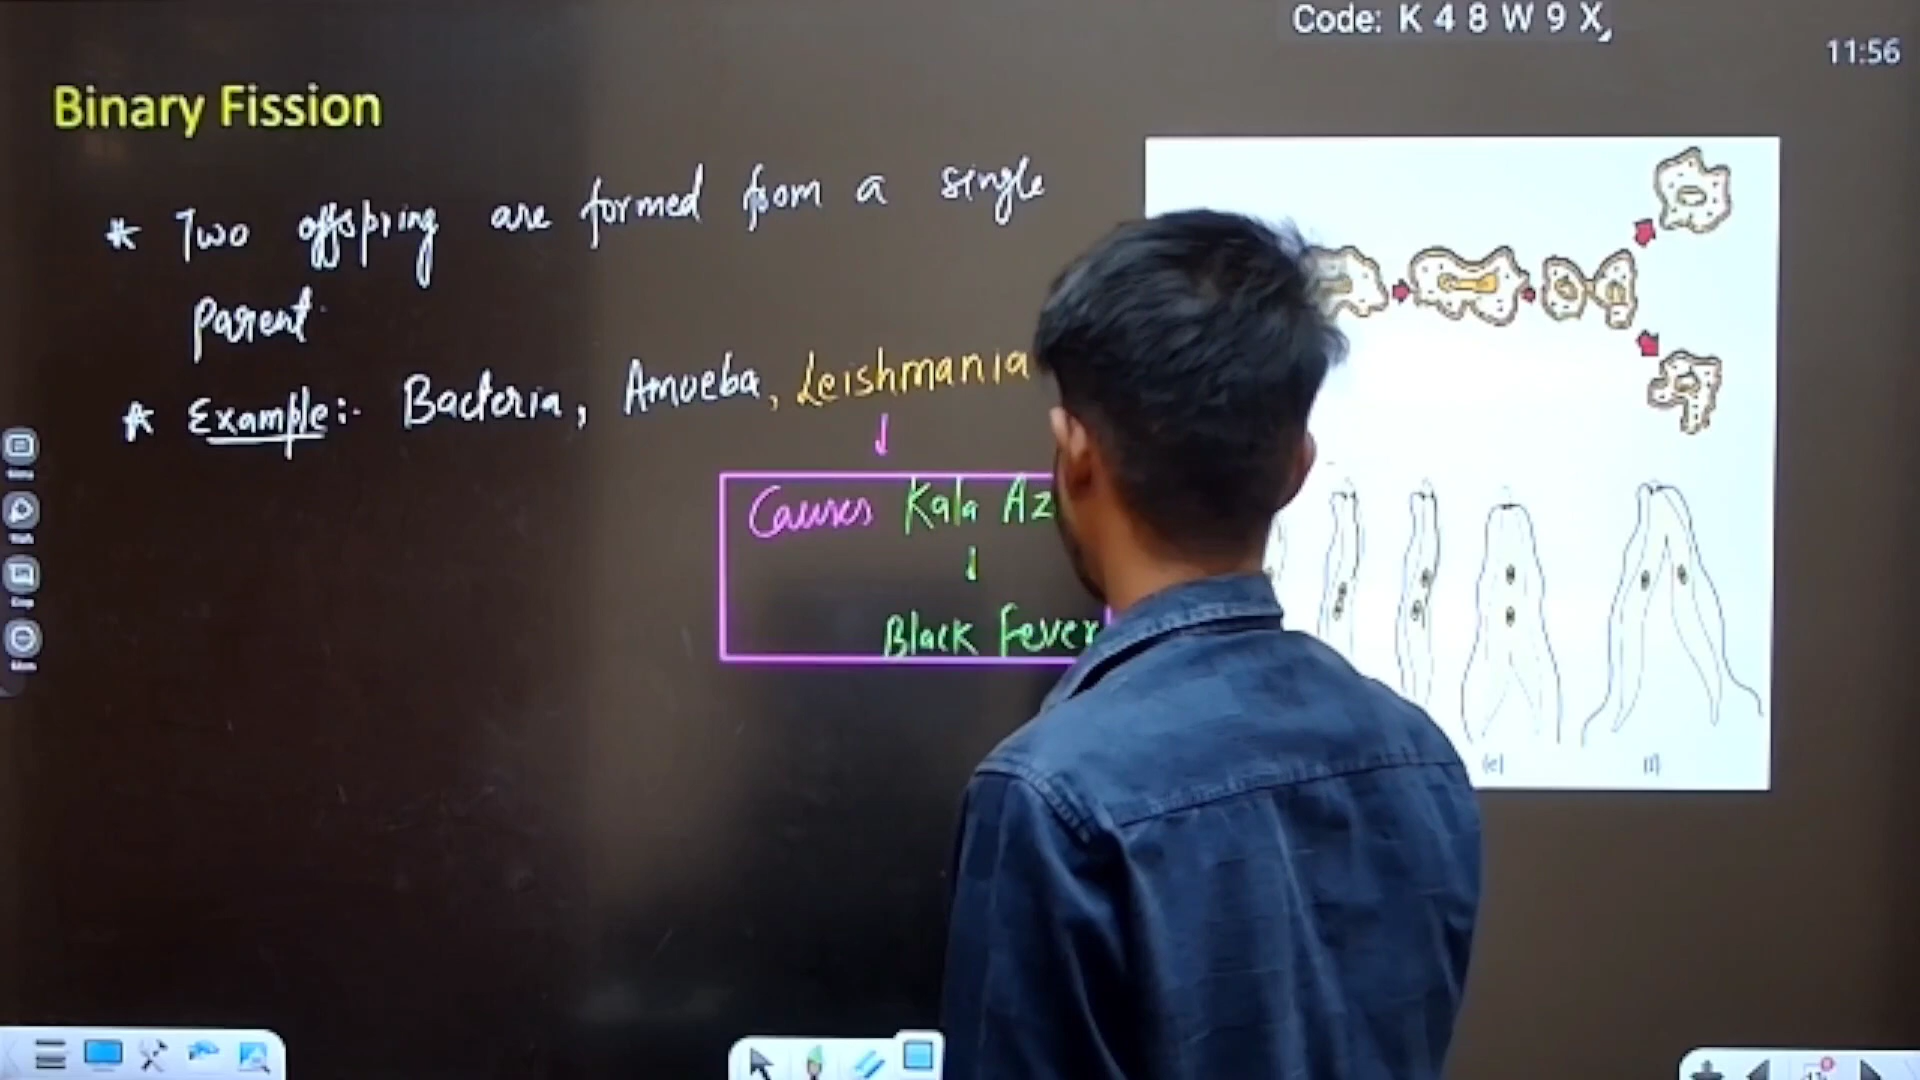 Code: K 4 8 W 9 X
11:56
Binary Fission
* Two offspring are formed from a single
parent
* Example:- Bacteria, Amoeba, Leishmania
↓
Causes Kala Az
↓
Black Fever
(e) (f)